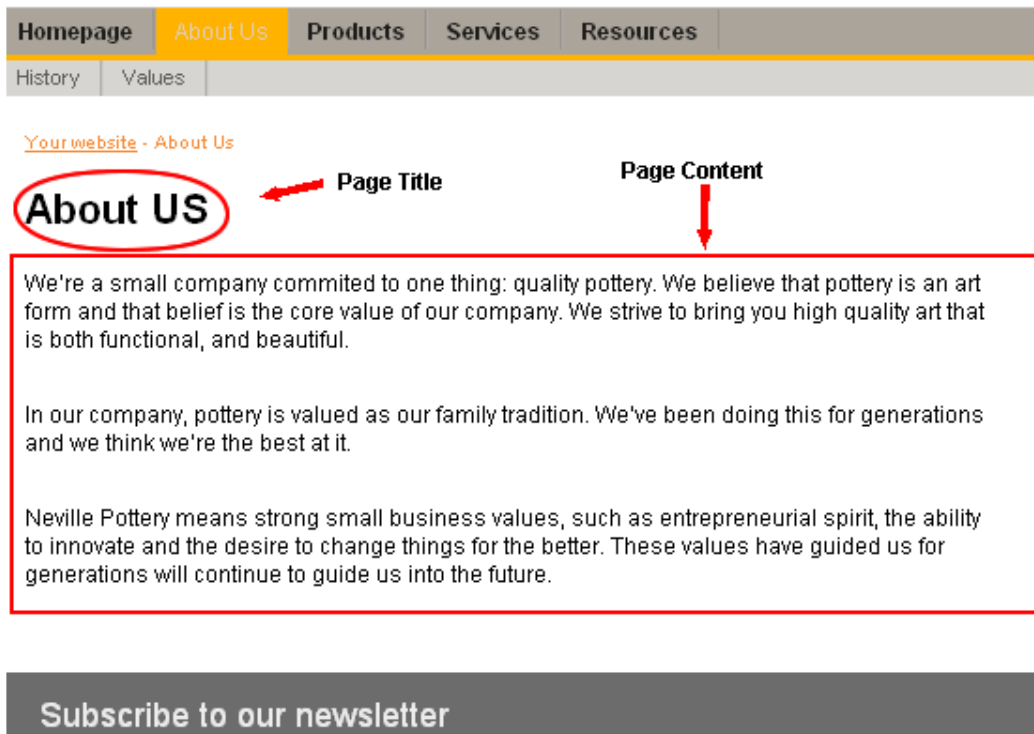 Homepage About Us Products Services Resources
History Values
Your website - About Us
Page Title Page Content
About US
We're a small company commited to one thing: quality pottery. We believe that pottery is an art
form and that belief is the core value of our company. We strive to bring you high quality art that
is both functional, and beautiful.
In our company, pottery is valued as our family tradition. We've been doing this for generations
and we think we're the best at it.
Neville Pottery means strong small business values, such as entrepreneurial spirit, the ability
to innovate and the desire to change things for the better. These values have guided us for
generations will continue to guide us into the future.
Subscribe to our newsletter